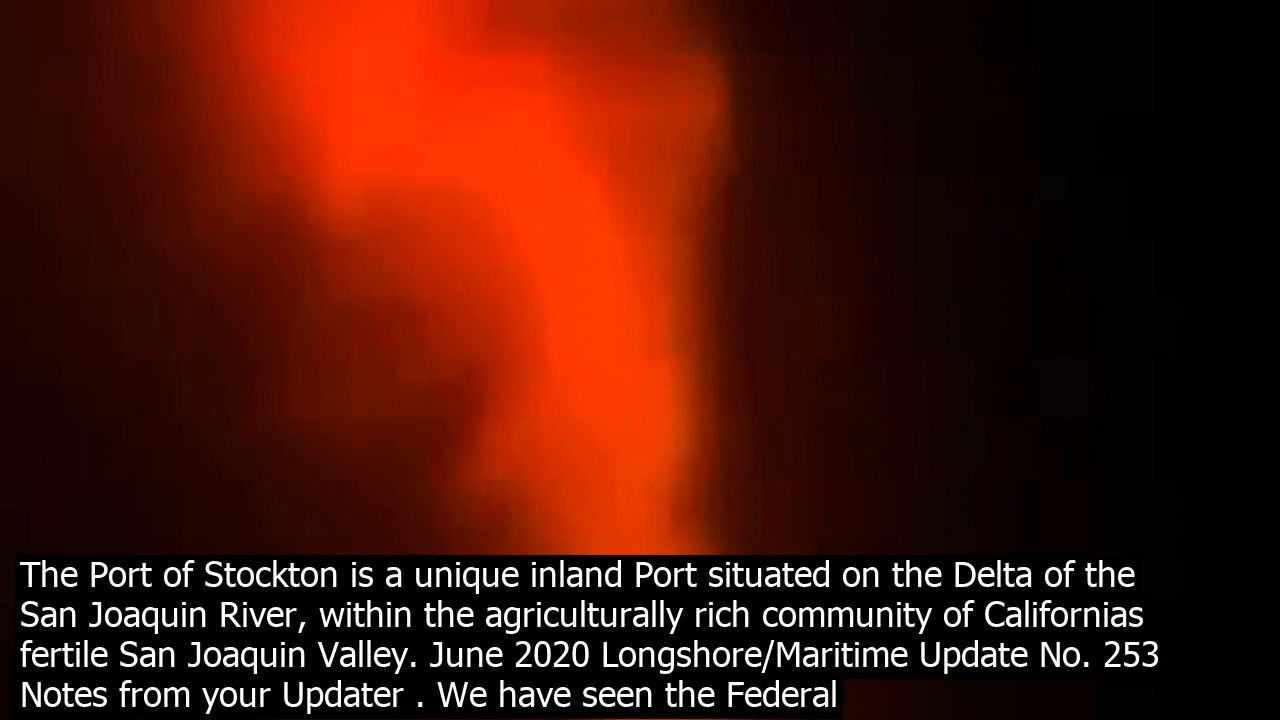 The Port of Stockton is a unique inland Port situated on the Delta of the
San Joaquin River, within the agriculturally rich community of Californias
fertile San Joaquin Valley. June 2020 Longshore/Maritime Update No. 253
Notes from your Updater . We have seen the Federal